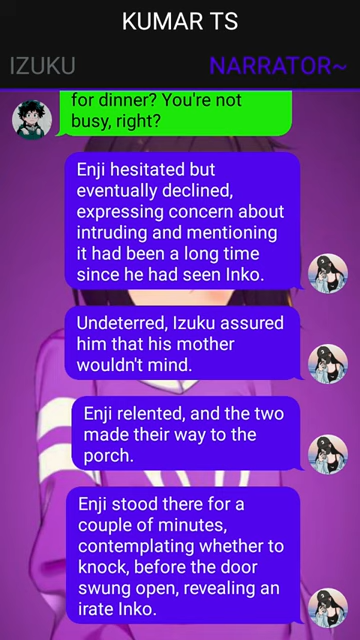 KUMAR TS
IZUKU
NARRATOR~
for dinner? You're not
busy, right?
Enji hesitated but
eventually declined,
expressing concern about
intruding and mentioning
it had been a long time
since he had seen Inko.
Undeterred, Izuku assured
him that his mother
wouldn't mind.
Enji relented, and the two
made their way to the
porch.
Enji stood there for a
couple of minutes,
contemplating whether to
knock, before the door
swung open, revealing an
irate Inko.